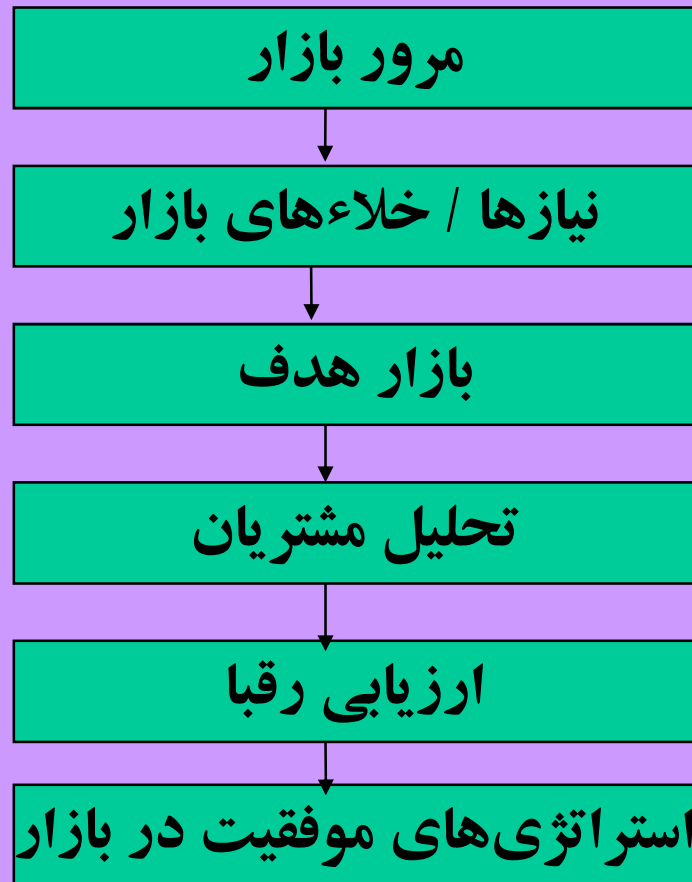 مرور بازار
نیازها / خلاءهای بازار
بازار هدف
تحلیل مشتریان
ارزیابی رقبا
استراتژی‌های موفقیت در بازار